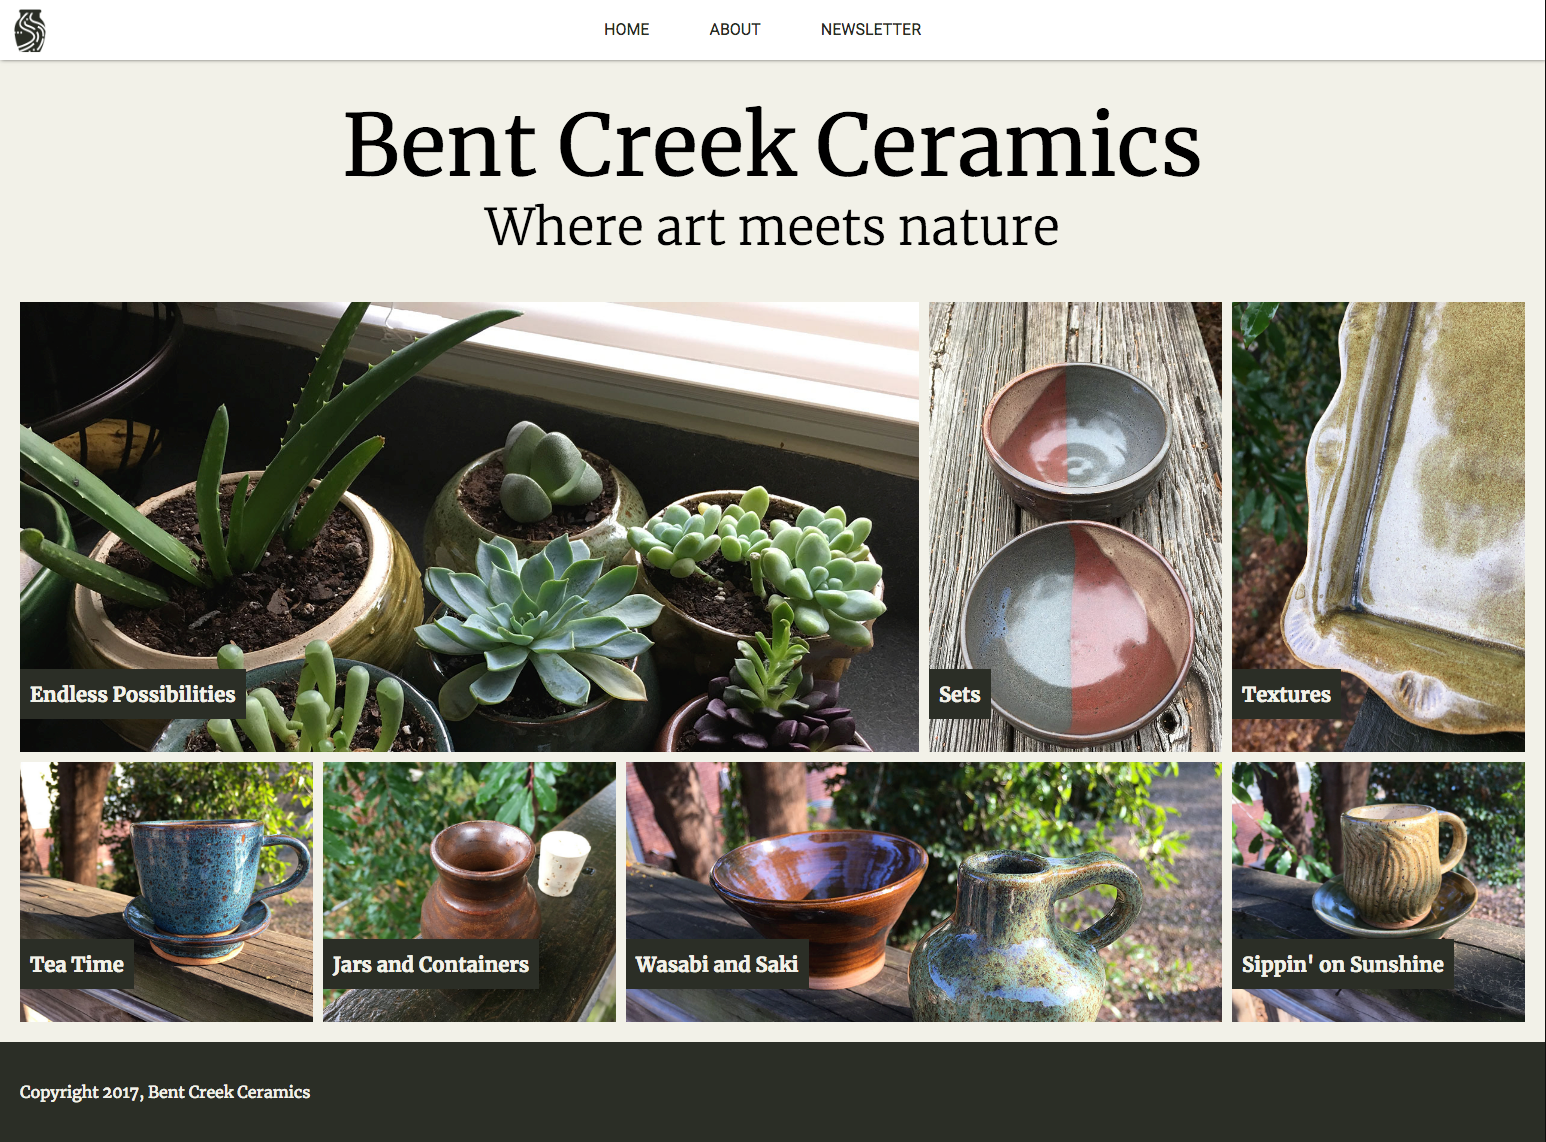 HOME ABOUT NEWSLETTER
Bent Creek Ceramics
Where art meets nature
Endless Possibilities
Sets
Textures
Tea Time
Jars and Containers
Wasabi and Saki
Sippin' on Sunshine
Copyright 2017, Bent Creek Ceramics